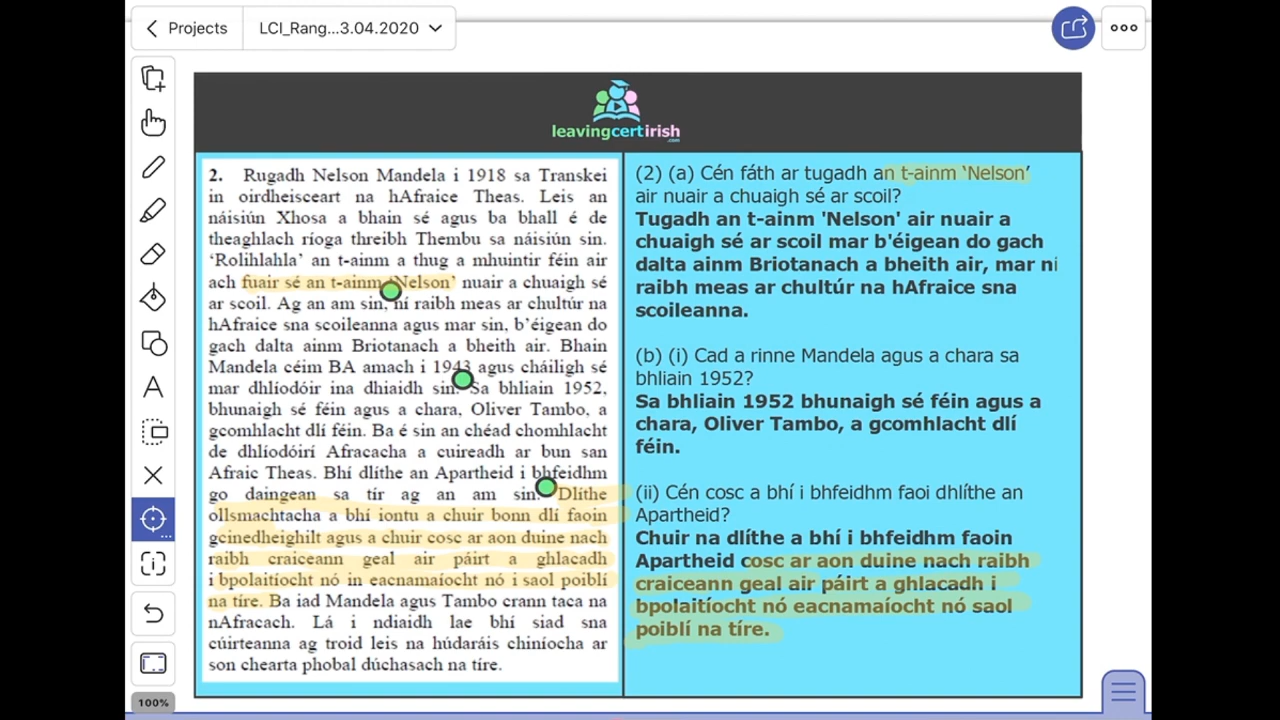 Projects
LCI_Rang...3.04.2020
leavingcertirish
.com
2. Rugadh Nelson Mandela i 1918 sa Transkei
in oirdheisceart na hAfraice Theas. Leis an
náisiún Xhosa a bhain sé agus ba bhall é de
theaghlach ríoga threibh Thembu sa náisiún sin.
‘Rolihlahla’ an t-ainm a thug a mhuintir féin air
ach fuair sé an t-ainm ‘Nelson’ nuair a chuaigh sé
ar scoil. Ag an am sin, ní raibh meas ar chultúr na
hAfraice sna scoileanna agus mar sin, b’éigean do
gach dalta ainm Briotanach a bheith air. Bhain
Mandela céim BA amach i 1943 agus cháiligh sé
mar dhlíodóir ina dhiaidh sin. Sa bhliain 1952,
bhunaigh sé féin agus a chara, Oliver Tambo, a
gcomhlacht dlí féin. Ba é sin an chéad chomhlacht
de dhlíodóirí Afracacha a cuireadh ar bun san
Afraic Theas. Bhí dlíthe an Apartheid i bhfeidhm
go daingean sa tír ag an am sin. Dlíthe
ollsmachtacha a bhí iontu a chuir bonn dlí faoin
gcinedheighilt agus a chuir cosc ar aon duine nach
raibh craiceann geal air páirt a ghlacadh
i bpolaitíocht nó in eacnamaíocht nó i saol poiblí
na tíre. Ba iad Mandela agus Tambo crann taca na
nAfracach. Lá i ndiaidh lae bhí siad sna
cúirteanna ag troid leis na húdaráis chiníocha ar
son chearta phobal dúchasach na tíre.
(2) (a) Cén fáth ar tugadh an t-ainm ‘Nelson’
air nuair a chuaigh sé ar scoil?
Tugadh an t-ainm 'Nelson' air nuair a
chuaigh sé ar scoil mar b'éigean do gach
dalta ainm Briotanach a bheith air, mar ní
raibh meas ar chultúr na hAfraice sna
scoileanna.
(b) (i) Cad a rinne Mandela agus a chara sa
bhliain 1952?
Sa bhliain 1952 bhunaigh sé féin agus a
chara, Oliver Tambo, a gcomhlacht dlí
féin.
(ii) Cén cosc a bhí i bhfeidhm faoi dhlíthe an
Apartheid?
Chuir na dlíthe a bhí i bhfeidhm faoin
Apartheid cosc ar aon duine nach raibh
craiceann geal air páirt a ghlacadh i
bpolaitíocht nó eacnamaíocht nó saol
poiblí na tíre.
100%